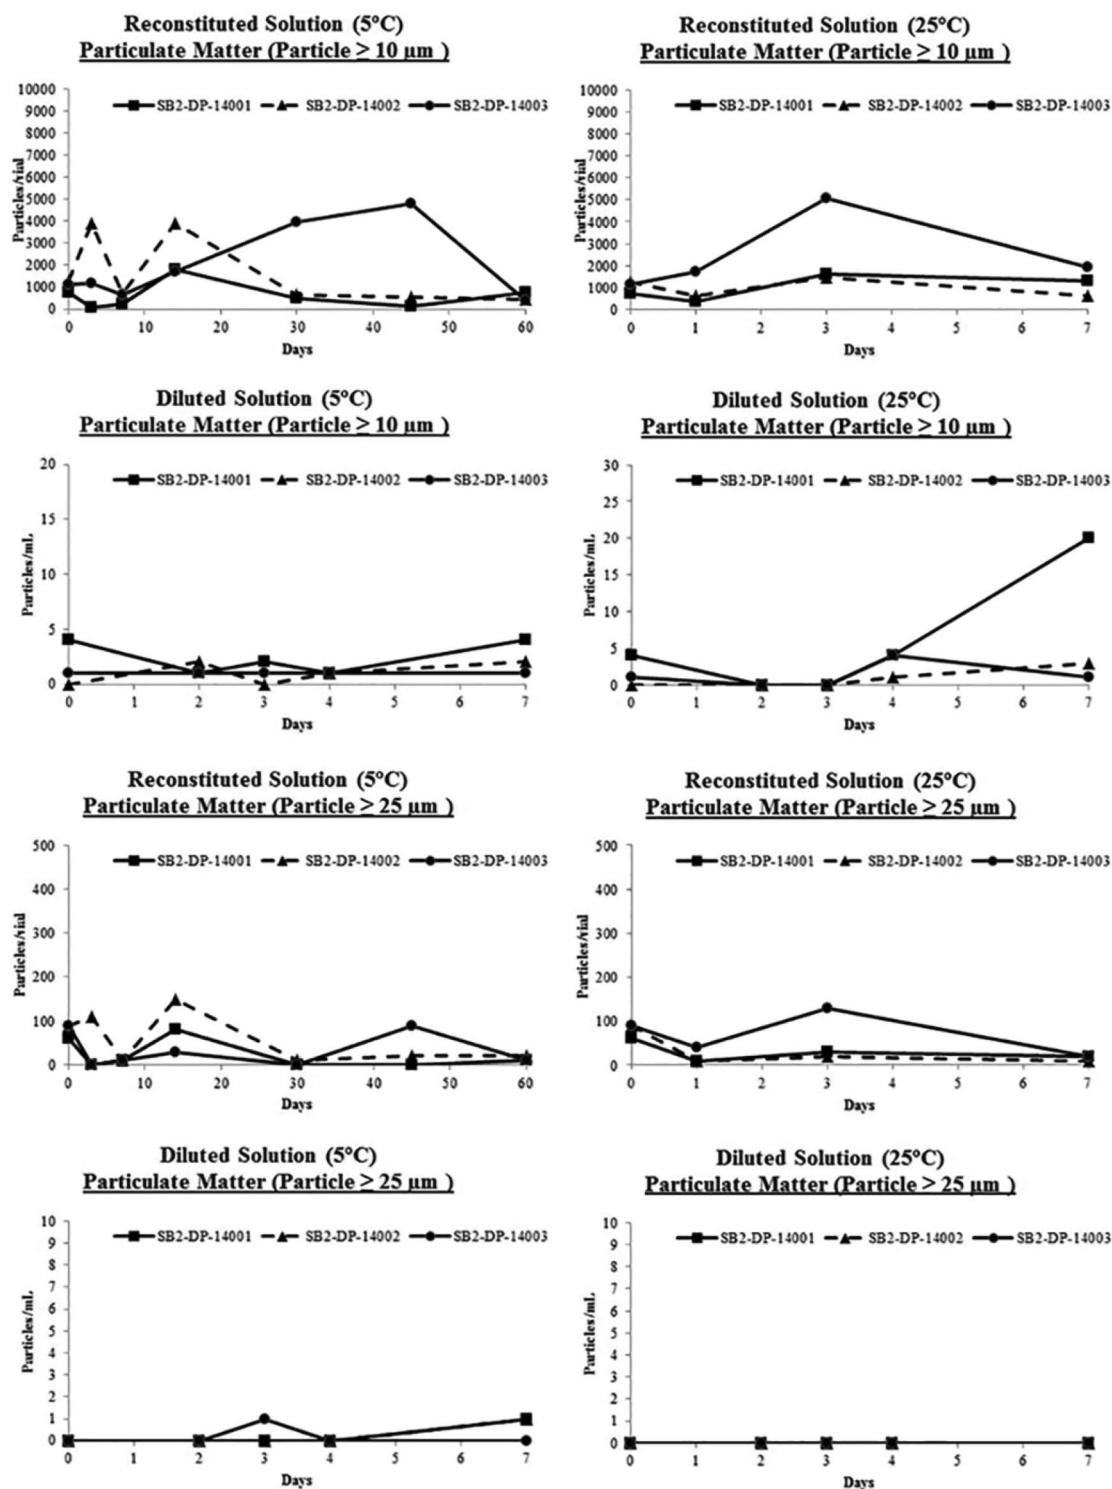 Reconstituted Solution (5°C)
Particulate Matter (Particle ≥ 10 µm )
SB2-DP-14001 SB2-DP-14002 SB2-DP-14003
Particles/vial
10000
9000
8000
7000
6000
5000
4000
3000
2000
1000
0
0 10 20 30 40 50 60
Days
Reconstituted Solution (25°C)
Particulate Matter (Particle ≥ 10 µm )
SB2-DP-14001 SB2-DP-14002 SB2-DP-14003
Particles/vial
10000
9000
8000
7000
6000
5000
4000
3000
2000
1000
0
0 1 2 3 4 5 6 7
Days
Diluted Solution (5°C)
Particulate Matter (Particle ≥ 10 µm )
SB2-DP-14001 SB2-DP-14002 SB2-DP-14003
Particles/mL
20
15
10
5
0
0 1 2 3 4 5 6 7
Days
Diluted Solution (25°C)
Particulate Matter (Particle ≥ 10 µm )
SB2-DP-14001 SB2-DP-14002 SB2-DP-14003
Particles/mL
30
25
20
15
10
5
0
0 1 2 3 4 5 6 7
Days
Reconstituted Solution (5°C)
Particulate Matter (Particle ≥ 25 µm )
SB2-DP-14001 SB2-DP-14002 SB2-DP-14003
Particles/vial
500
400
300
200
100
0
0 10 20 30 40 50 60
Days
Reconstituted Solution (25°C)
Particulate Matter (Particle ≥ 25 µm )
SB2-DP-14001 SB2-DP-14002 SB2-DP-14003
Particles/vial
500
400
300
200
100
0
0 1 2 3 4 5 6 7
Days
Diluted Solution (5°C)
Particulate Matter (Particle ≥ 25 µm )
SB2-DP-14001 SB2-DP-14002 SB2-DP-14003
Particles/mL
10
9
8
7
6
5
4
3
2
1
0
0 1 2 3 4 5 6 7
Days
Diluted Solution (25°C)
Particulate Matter (Particle ≥ 25 µm )
SB2-DP-14001 SB2-DP-14002 SB2-DP-14003
Particles/mL
10
9
8
7
6
5
4
3
2
1
0
0 1 2 3 4 5 6 7
Days